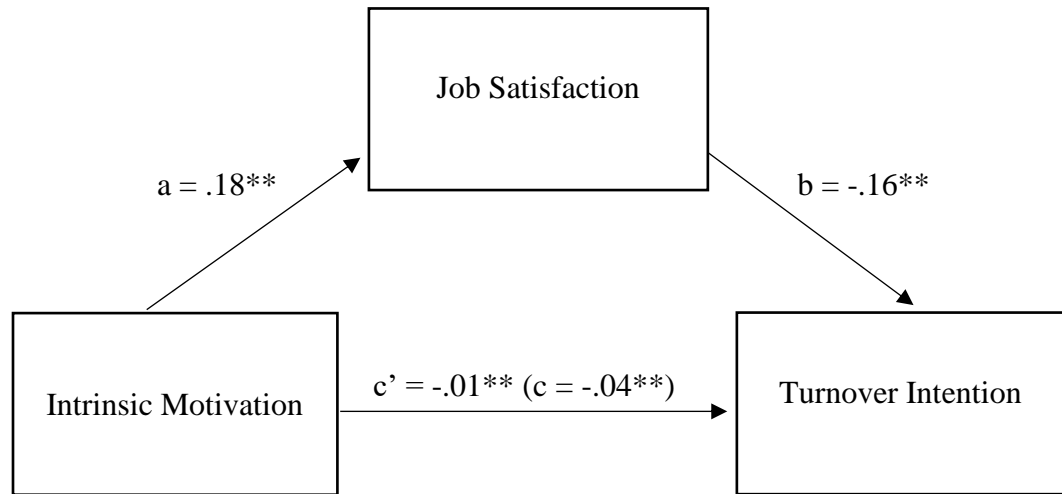 Job Satisfaction
a = .18**
b = -.16**
Intrinsic Motivation
c’ = -.01** (c = -.04**)
Turnover Intention